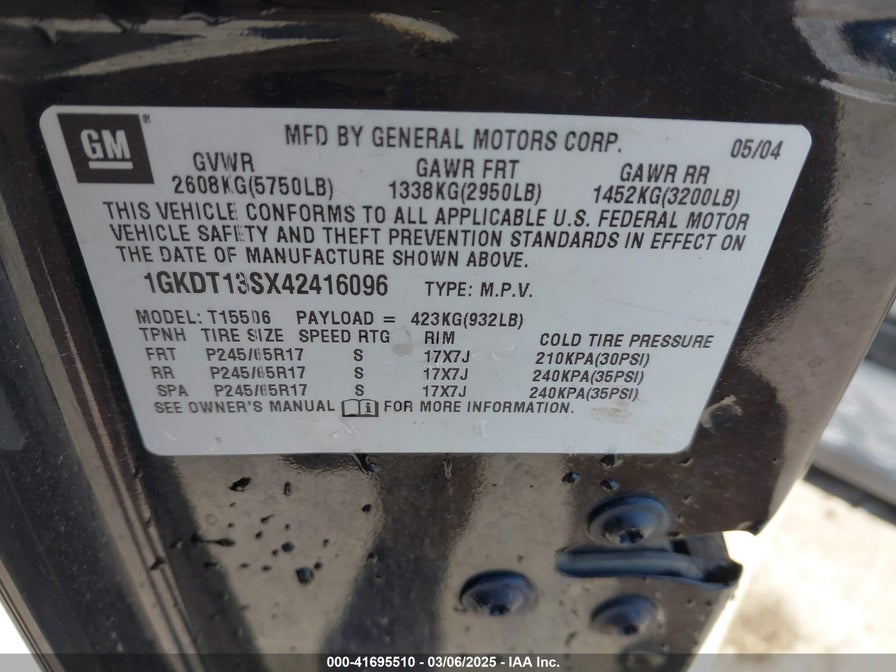 GM®
MFD BY GENERAL MOTORS CORP. 05/04
GVWR GAWR FRT GAWR RR
2608KG(5750LB) 1338KG(2950LB) 1452KG(3200LB)
THIS VEHICLE CONFORMS TO ALL APPLICABLE U.S. FEDERAL MOTOR
VEHICLE SAFETY AND THEFT PREVENTION STANDARDS IN EFFECT ON
THE DATE OF MANUFACTURE SHOWN ABOVE.
1GKDT13SX42416096 TYPE: M.P.V.
MODEL: T15506 PAYLOAD = 423KG(932LB)
TPNH TIRE SIZE SPEED RTG RIM COLD TIRE PRESSURE
FRT P245/65R17 S 17X7J 210KPA(30PSI)
RR P245/65R17 S 17X7J 240KPA(35PSI)
SPA P245/65R17 S 17X7J 240KPA(35PSI)
SEE OWNER'S MANUAL FOR MORE INFORMATION.
000-41695510 - 03/06/2025 - IAA Inc.